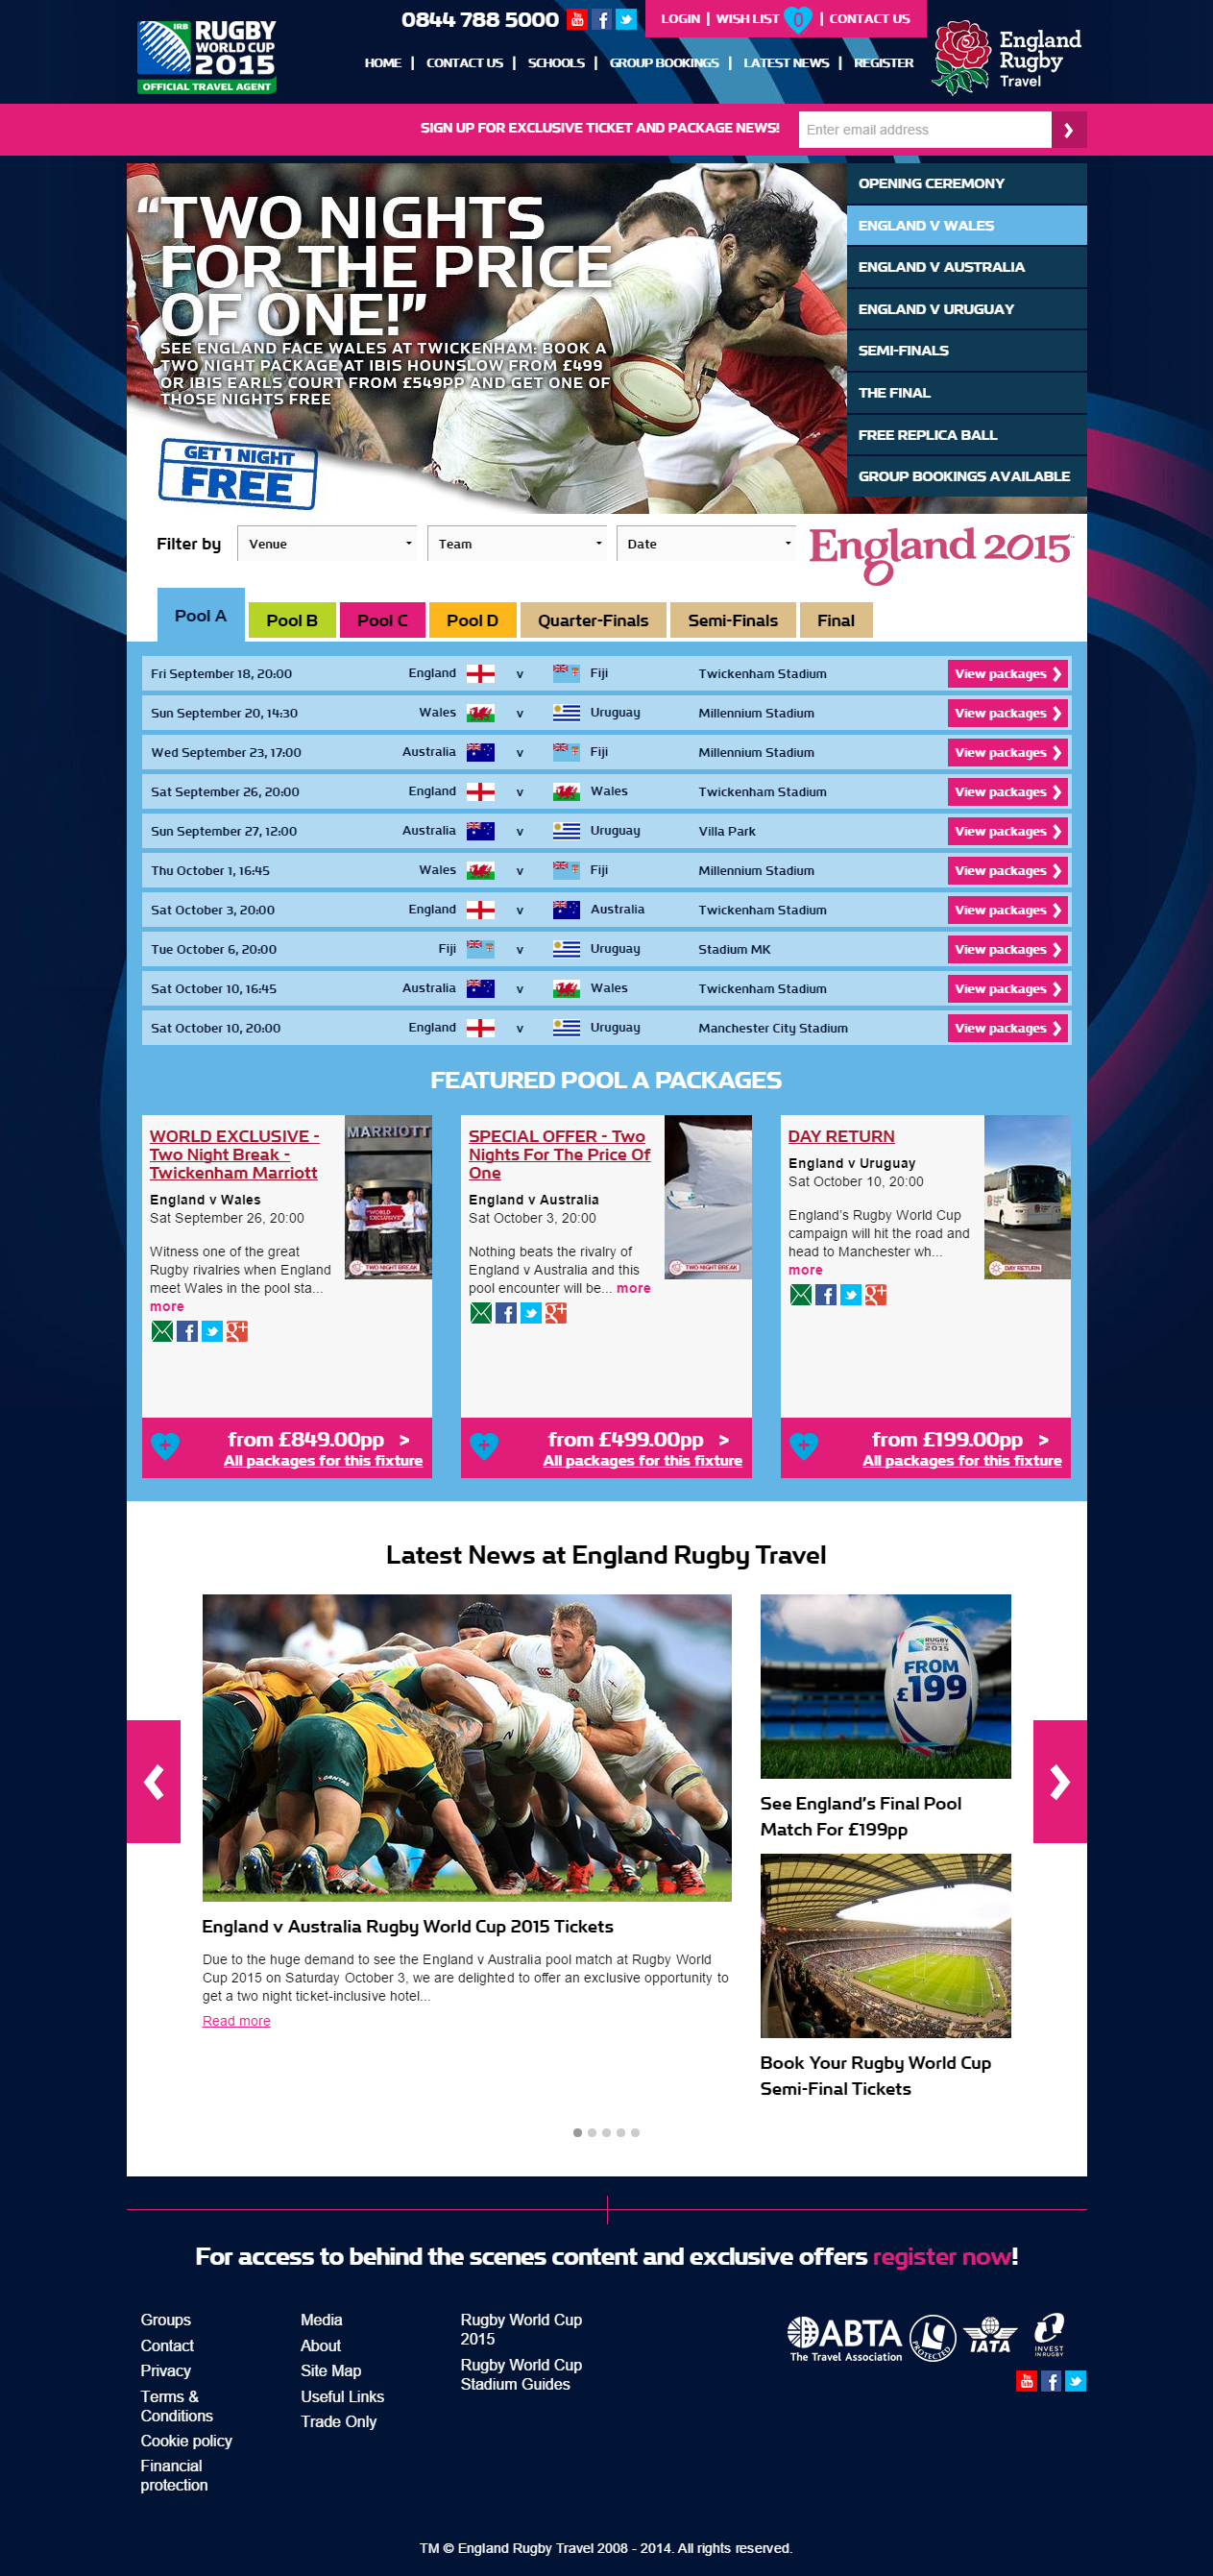 IRB
RUGBY
WORLD CUP
2015
OFFICIAL TRAVEL AGENT
0844 788 5000
You
LOGIN | WISH LIST 0 | CONTACT US
HOME | CONTACT US | SCHOOLS | GROUP BOOKINGS | LATEST NEWS | REGISTER
England
Rugby
Travel
SIGN UP FOR EXCLUSIVE TICKET AND PACKAGE NEWS!
Enter email address
“TWO NIGHTS
FOR THE PRICE
OF ONE!”
SEE ENGLAND FACE WALES AT TWICKENHAM: BOOK A
TWO NIGHT PACKAGE AT IBIS HOUNSLOW FROM £499
OR IBIS EARLS COURT FROM £549PP AND GET ONE OF
THOSE NIGHTS FREE
GET 1 NIGHT
FREE
OPENING CEREMONY
ENGLAND V WALES
ENGLAND V AUSTRALIA
ENGLAND V URUGUAY
SEMI-FINALS
THE FINAL
FREE REPLICA BALL
GROUP BOOKINGS AVAILABLE
Filter by
Venue
Team
Date
England 2015
Pool A
Pool B
Pool C
Pool D
Quarter-Finals
Semi-Finals
Final
Fri September 18, 20:00 England v Fiji Twickenham Stadium View packages
Sun September 20, 14:30 Wales v Uruguay Millennium Stadium View packages
Wed September 23, 17:00 Australia v Fiji Millennium Stadium View packages
Sat September 26, 20:00 England v Wales Twickenham Stadium View packages
Sun September 27, 12:00 Australia v Uruguay Villa Park View packages
Thu October 1, 16:45 Wales v Fiji Millennium Stadium View packages
Sat October 3, 20:00 England v Australia Twickenham Stadium View packages
Tue October 6, 20:00 Fiji v Uruguay Stadium MK View packages
Sat October 10, 16:45 Australia v Wales Twickenham Stadium View packages
Sat October 10, 20:00 England v Uruguay Manchester City Stadium View packages
FEATURED POOL A PACKAGES
WORLD EXCLUSIVE -
Two Night Break -
Twickenham Marriott
England v Wales
Sat September 26, 20:00
Witness one of the great
Rugby rivalries when England
meet Wales in the pool sta...
more
MARRIOTT
TWO NIGHT BREAK
from £849.00pp >
All packages for this fixture
SPECIAL OFFER - Two
Nights For The Price Of
One
England v Australia
Sat October 3, 20:00
Nothing beats the rivalry of
England v Australia and this
pool encounter will be... more
TWO NIGHT BREAK
from £499.00pp >
All packages for this fixture
DAY RETURN
England v Uruguay
Sat October 10, 20:00
England's Rugby World Cup
campaign will hit the road and
head to Manchester wh...
more
DAY RETURN
from £199.00pp >
All packages for this fixture
Latest News at England Rugby Travel
QANTAS
England v Australia Rugby World Cup 2015 Tickets
Due to the huge demand to see the England v Australia pool match at Rugby World
Cup 2015 on Saturday October 3, we are delighted to offer an exclusive opportunity to
get a two night ticket-inclusive hotel...
Read more
RUGBY
WORLD CUP
2015
FROM
£199
See England's Final Pool
Match For £199pp
Book Your Rugby World Cup
Semi-Final Tickets
For access to behind the scenes content and exclusive offers register now!
Groups
Contact
Privacy
Terms &
Conditions
Cookie policy
Financial
protection
Media
About
Site Map
Useful Links
Trade Only
Rugby World Cup
2015
Rugby World Cup
Stadium Guides
ABTA
The Travel Association
PROTECTED
IATA
INVEST
IN RUGBY
You
TM © England Rugby Travel 2008 - 2014. All rights reserved.